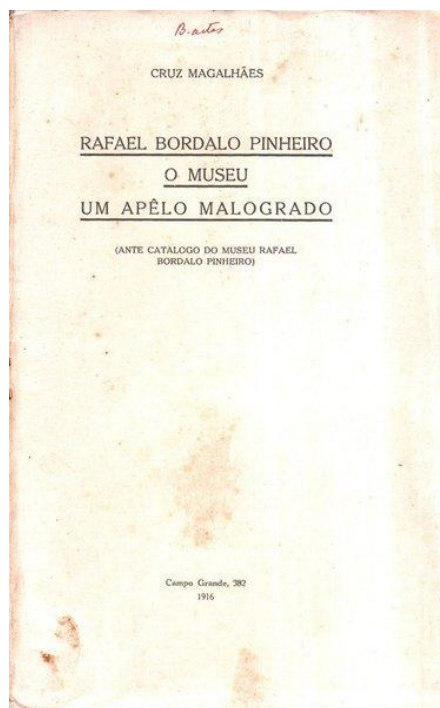 B. artes
CRUZ MAGALHÃES
RAFAEL BORDALO PINHEIRO
O MUSEU
UM APÊLO MALOGRADO
(ANTE CATALOGO DO MUSEU RAFAEL
BORDALO PINHEIRO)
Campo Grande, 382
1916